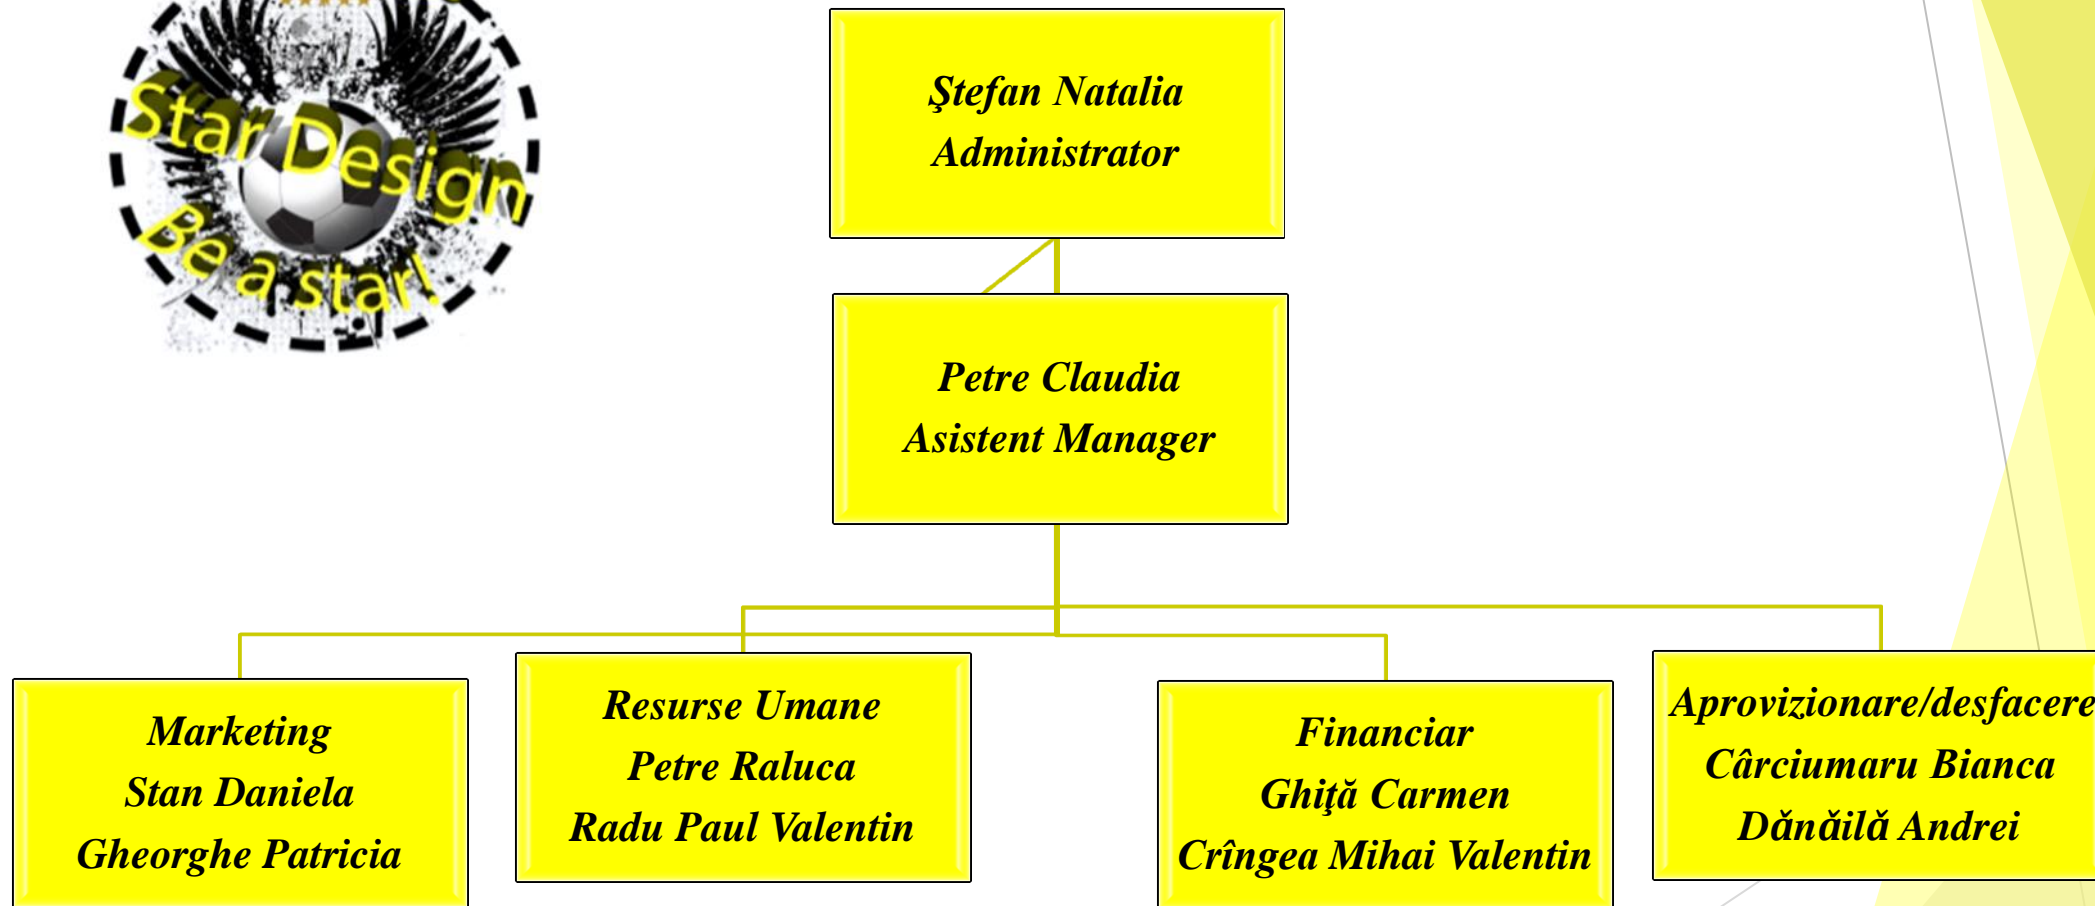 Star Design
Be a star!
Ştefan Natalia
Administrator
Petre Claudia
Asistent Manager
Marketing
Stan Daniela
Gheorghe Patricia
Resurse Umane
Petre Raluca
Radu Paul Valentin
Financiar
Ghiţă Carmen
Crîngea Mihai Valentin
Aprovizionare/desfacere
Cârciumaru Bianca
Dǎnǎilǎ Andrei